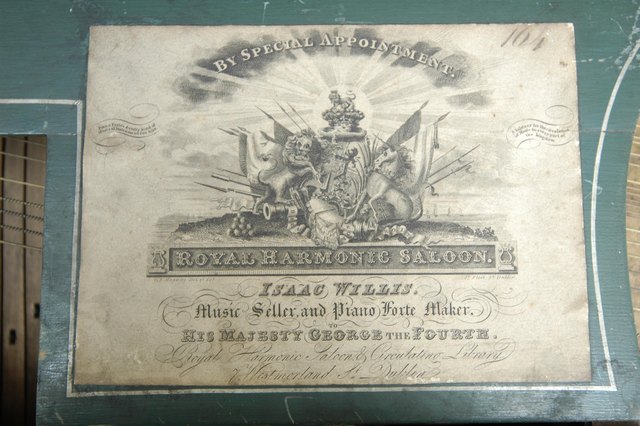 164
BY SPECIAL APPOINTMENT.
ROYAL HARMONIC SALOON.
ISAAC WILLIS.
Music Seller, and Piano Forte Maker.
TO
HIS MAJESTY GEORGE THE FOURTH.
Royal Harmonic Saloon & Circulating Library
7 Westmorland St. Dublin